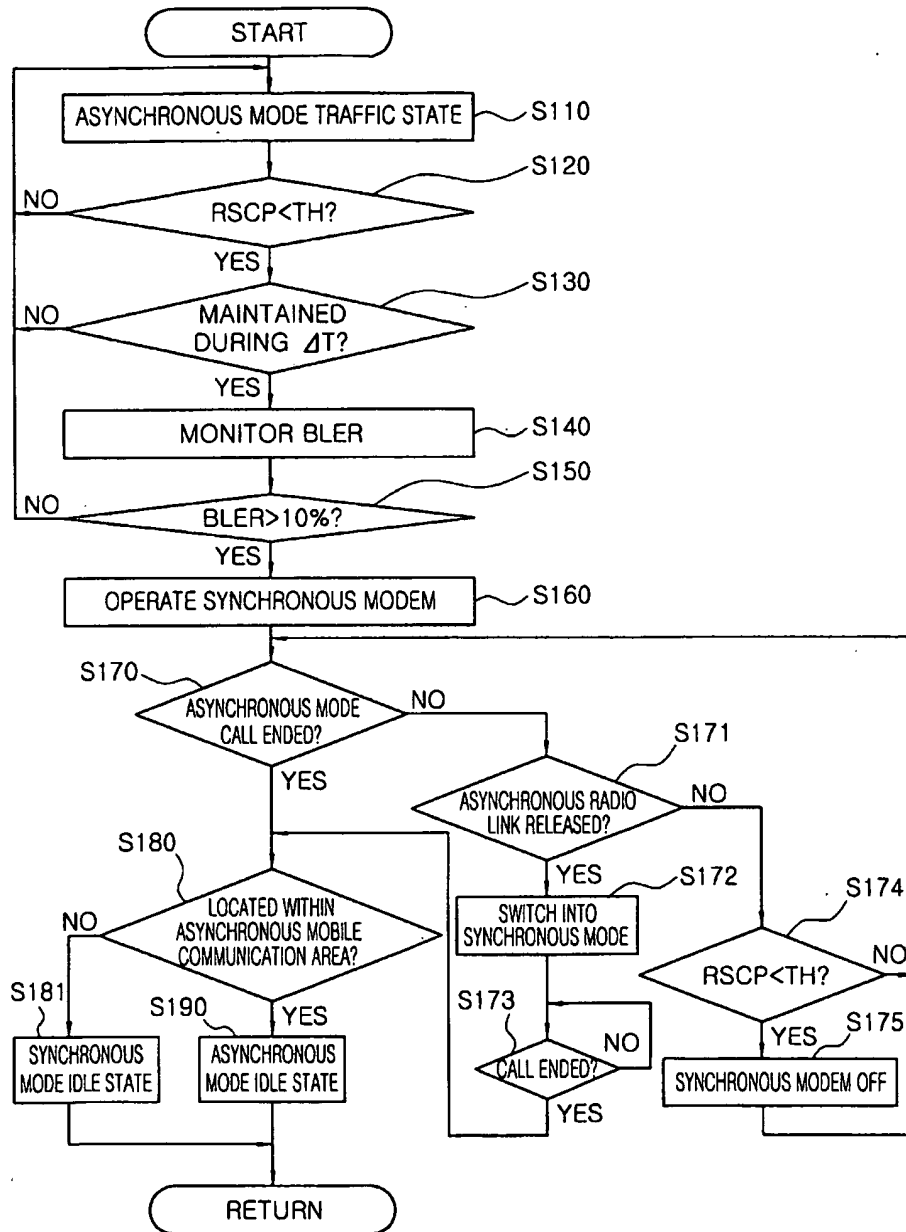 START
ASYNCHRONOUS MODE TRAFFIC STATE
S110
S120
NO
RSCP<TH?
YES
S130
NO
MAINTAINED
DURING ΔT?
YES
MONITOR BLER
S140
S150
NO
BLER>10%?
YES
OPERATE SYNCHRONOUS MODEM
S160
S170
ASYNCHRONOUS MODE
CALL ENDED?
NO
YES
S171
ASYNCHRONOUS RADIO
LINK RELEASED?
NO
YES
S180
LOCATED WITHIN
ASYNCHRONOUS MOBILE
COMMUNICATION AREA?
NO
YES
S172
SWITCH INTO
SYNCHRONOUS MODE
S174
RSCP<TH?
NO
YES
S181
SYNCHRONOUS
MODE IDLE STATE
S190
ASYNCHRONOUS
MODE IDLE STATE
S173
CALL ENDED?
NO
YES
S175
SYNCHRONOUS MODEM OFF
RETURN